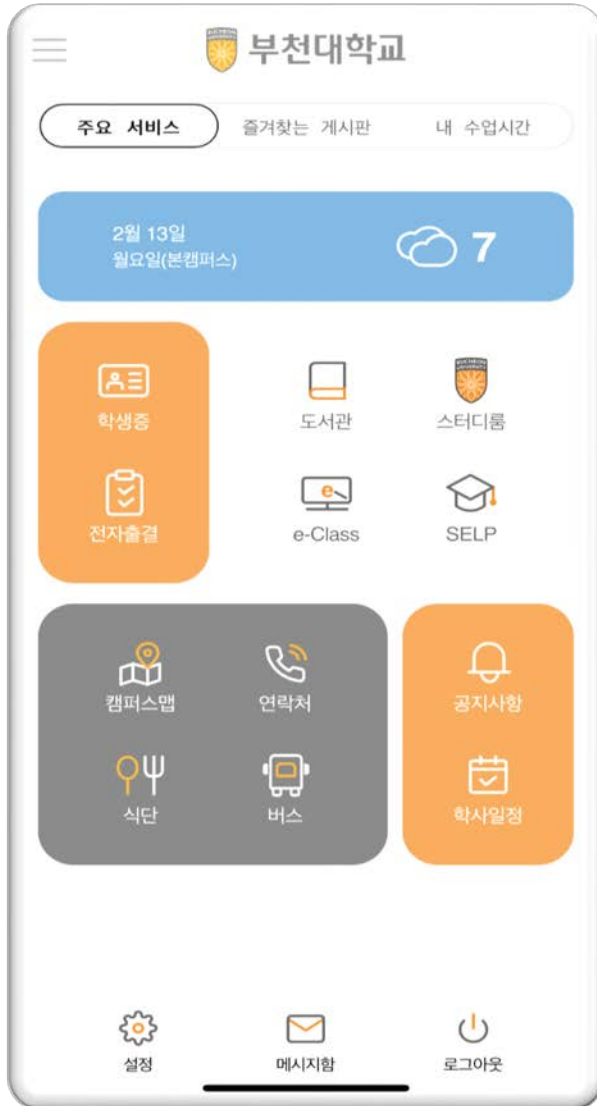 부천대학교
주요 서비스 즐겨찾는 게시판 내 수업시간
2월 13일
월요일(본캠퍼스)
7
학생증 도서관 스터디룸
전자출결 e-Class SELP
캠퍼스맵 연락처 공지사항
식단 버스 학사일정
설정 메시지함 로그아웃